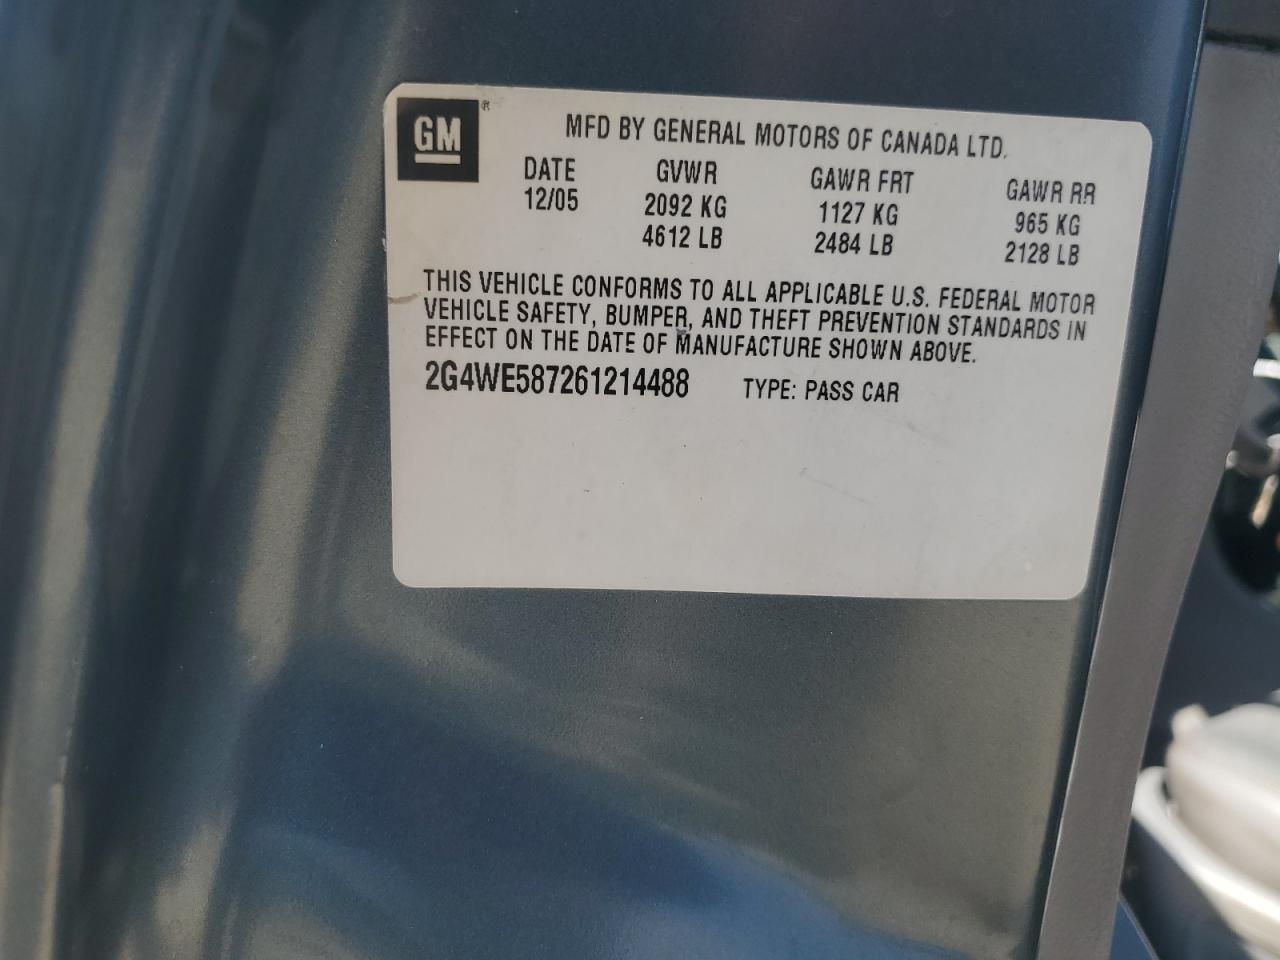 GM®
MFD BY GENERAL MOTORS OF CANADA LTD.
DATE GVWR GAWR FRT GAWR RR
12/05 2092 KG 1127 KG 965 KG
4612 LB 2484 LB 2128 LB
THIS VEHICLE CONFORMS TO ALL APPLICABLE U.S. FEDERAL MOTOR
VEHICLE SAFETY, BUMPER, AND THEFT PREVENTION STANDARDS IN
EFFECT ON THE DATE OF MANUFACTURE SHOWN ABOVE.
2G4WE587261214488 TYPE: PASS CAR